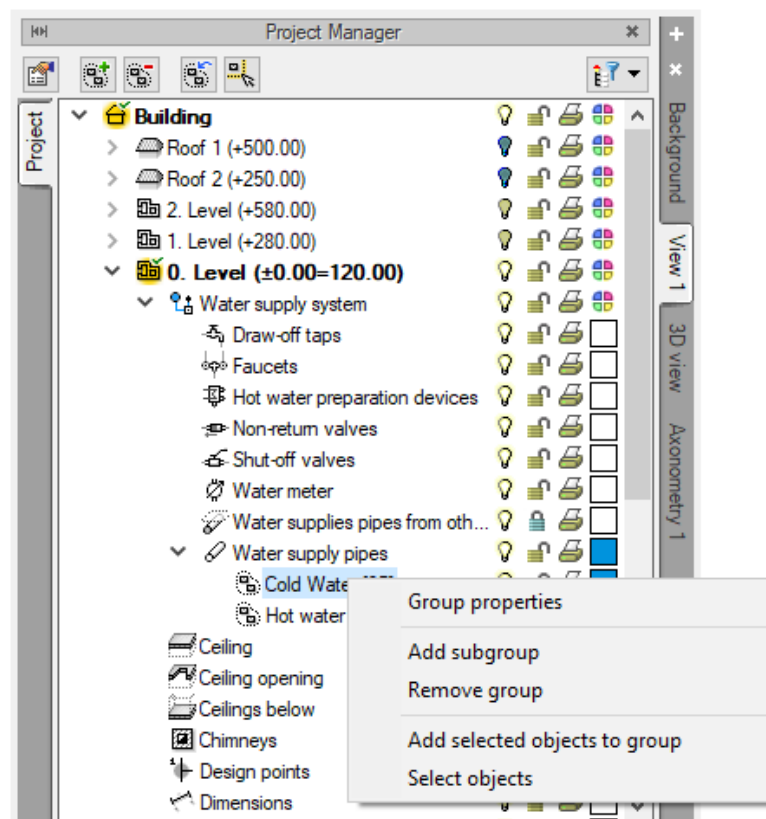 Project Manager
Project
Building
Roof 1 (+500.00)
Roof 2 (+250.00)
2. Level (+580.00)
1. Level (+280.00)
0. Level (±0.00=120.00)
Water supply system
Draw-off taps
Faucets
Hot water preparation devices
Non-return valves
Shut-off valves
Water meter
Water supplies pipes from oth...
Water supply pipes
Cold Water
Hot water
Ceiling
Ceiling opening
Ceilings below
Chimneys
Design points
Dimensions
Group properties
Add subgroup
Remove group
Add selected objects to group
Select objects
Background
View 1
3D view
Axonometry 1